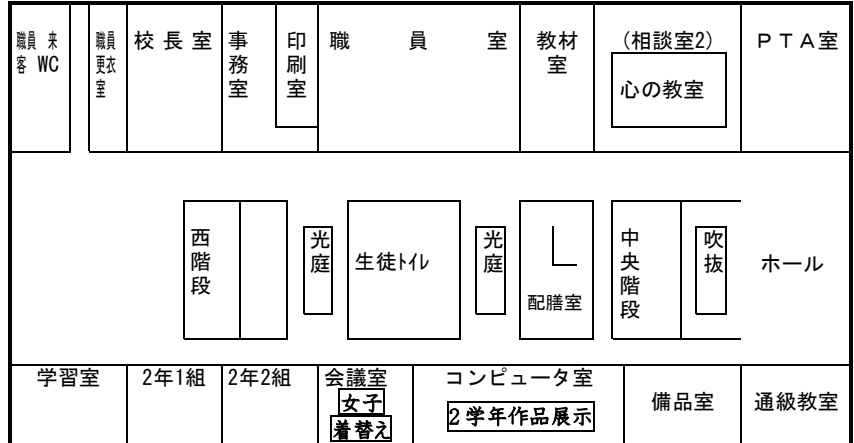 職員 来客 WC
職員更衣室
校長室
事務室
印刷室
職員室
教材室
(相談室2)
心の教室
PTA室
西階段
光庭
生徒ﾄｲﾚ
光庭
配膳室
中央階段
吹抜
ホール
学習室
2年1組
2年2組
会議室
女子
着替え
コンピュータ室
2学年作品展示
備品室
通級教室